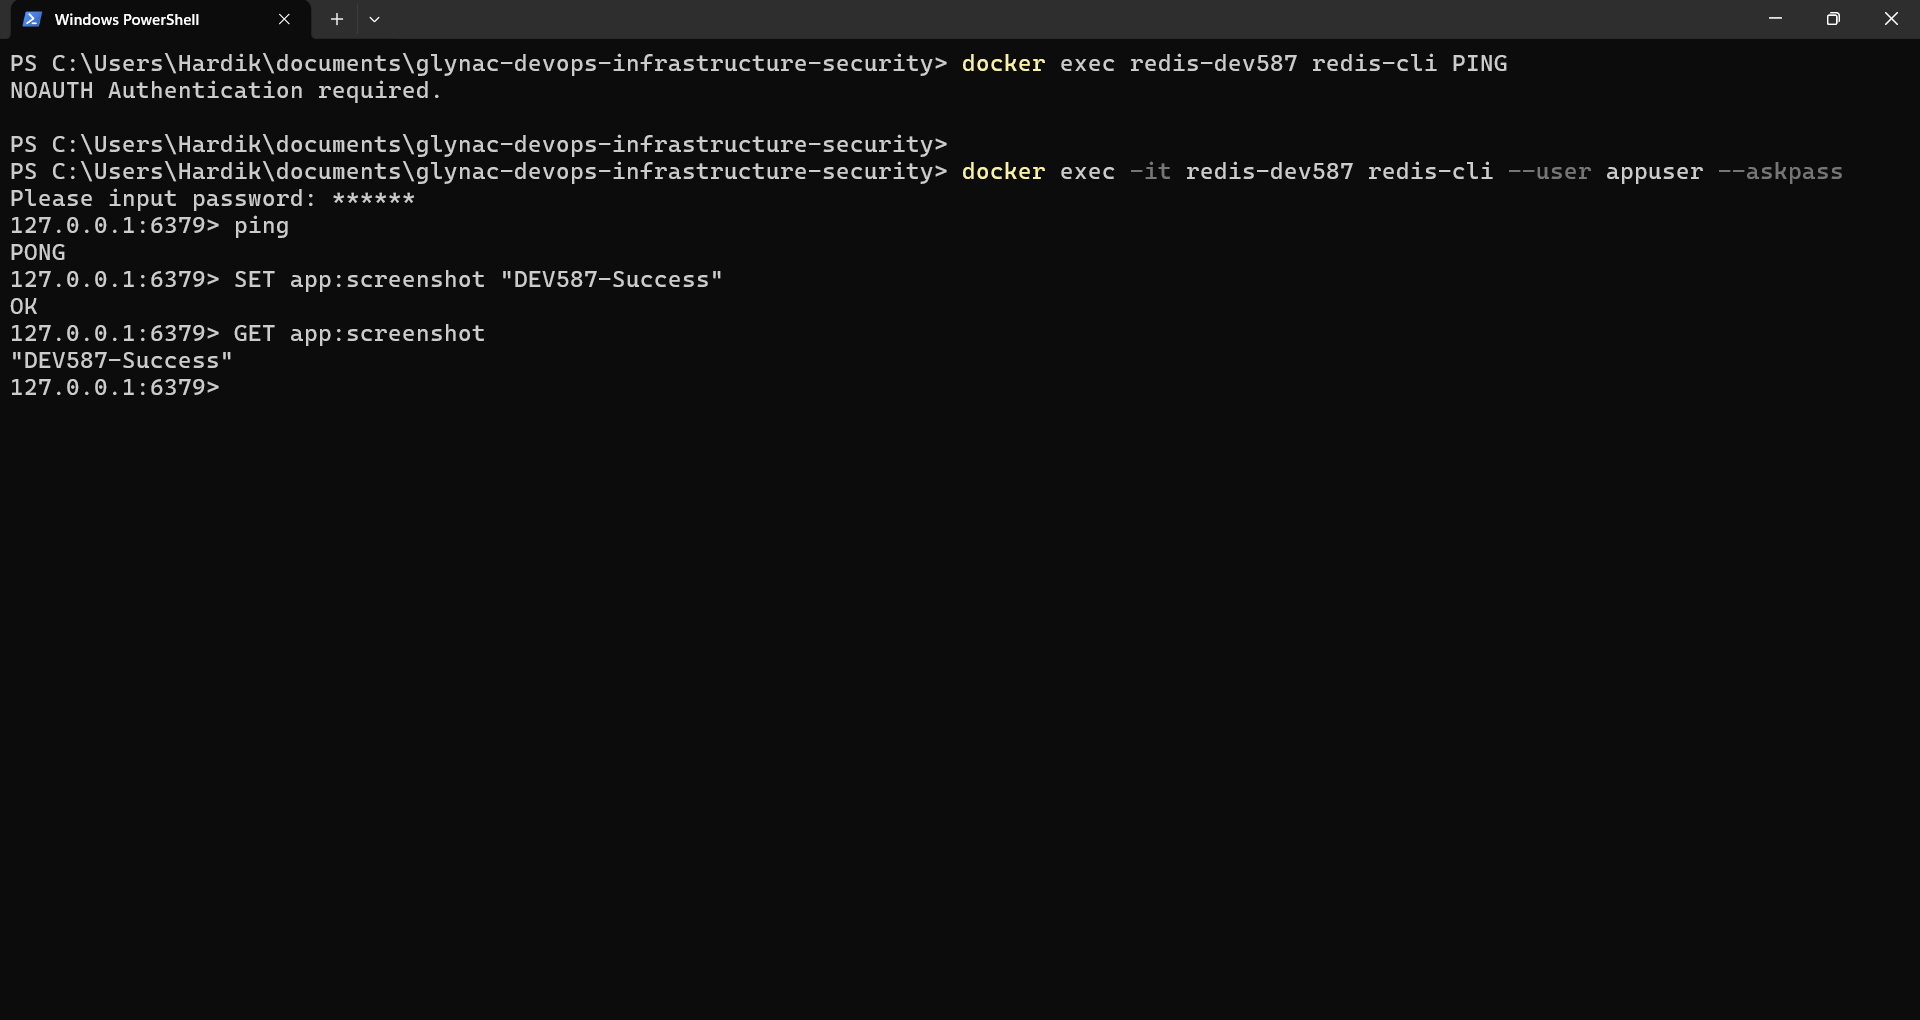 Windows PowerShell
PS C:\Users\Hardik\documents\glynac-devops-infrastructure-security> docker exec redis-dev587 redis-cli PING
NOAUTH Authentication required.
PS C:\Users\Hardik\documents\glynac-devops-infrastructure-security>
PS C:\Users\Hardik\documents\glynac-devops-infrastructure-security> docker exec -it redis-dev587 redis-cli --user appuser --askpass
Please input password: ******
127.0.0.1:6379> ping
PONG
127.0.0.1:6379> SET app:screenshot "DEV587-Success"
OK
127.0.0.1:6379> GET app:screenshot
"DEV587-Success"
127.0.0.1:6379>